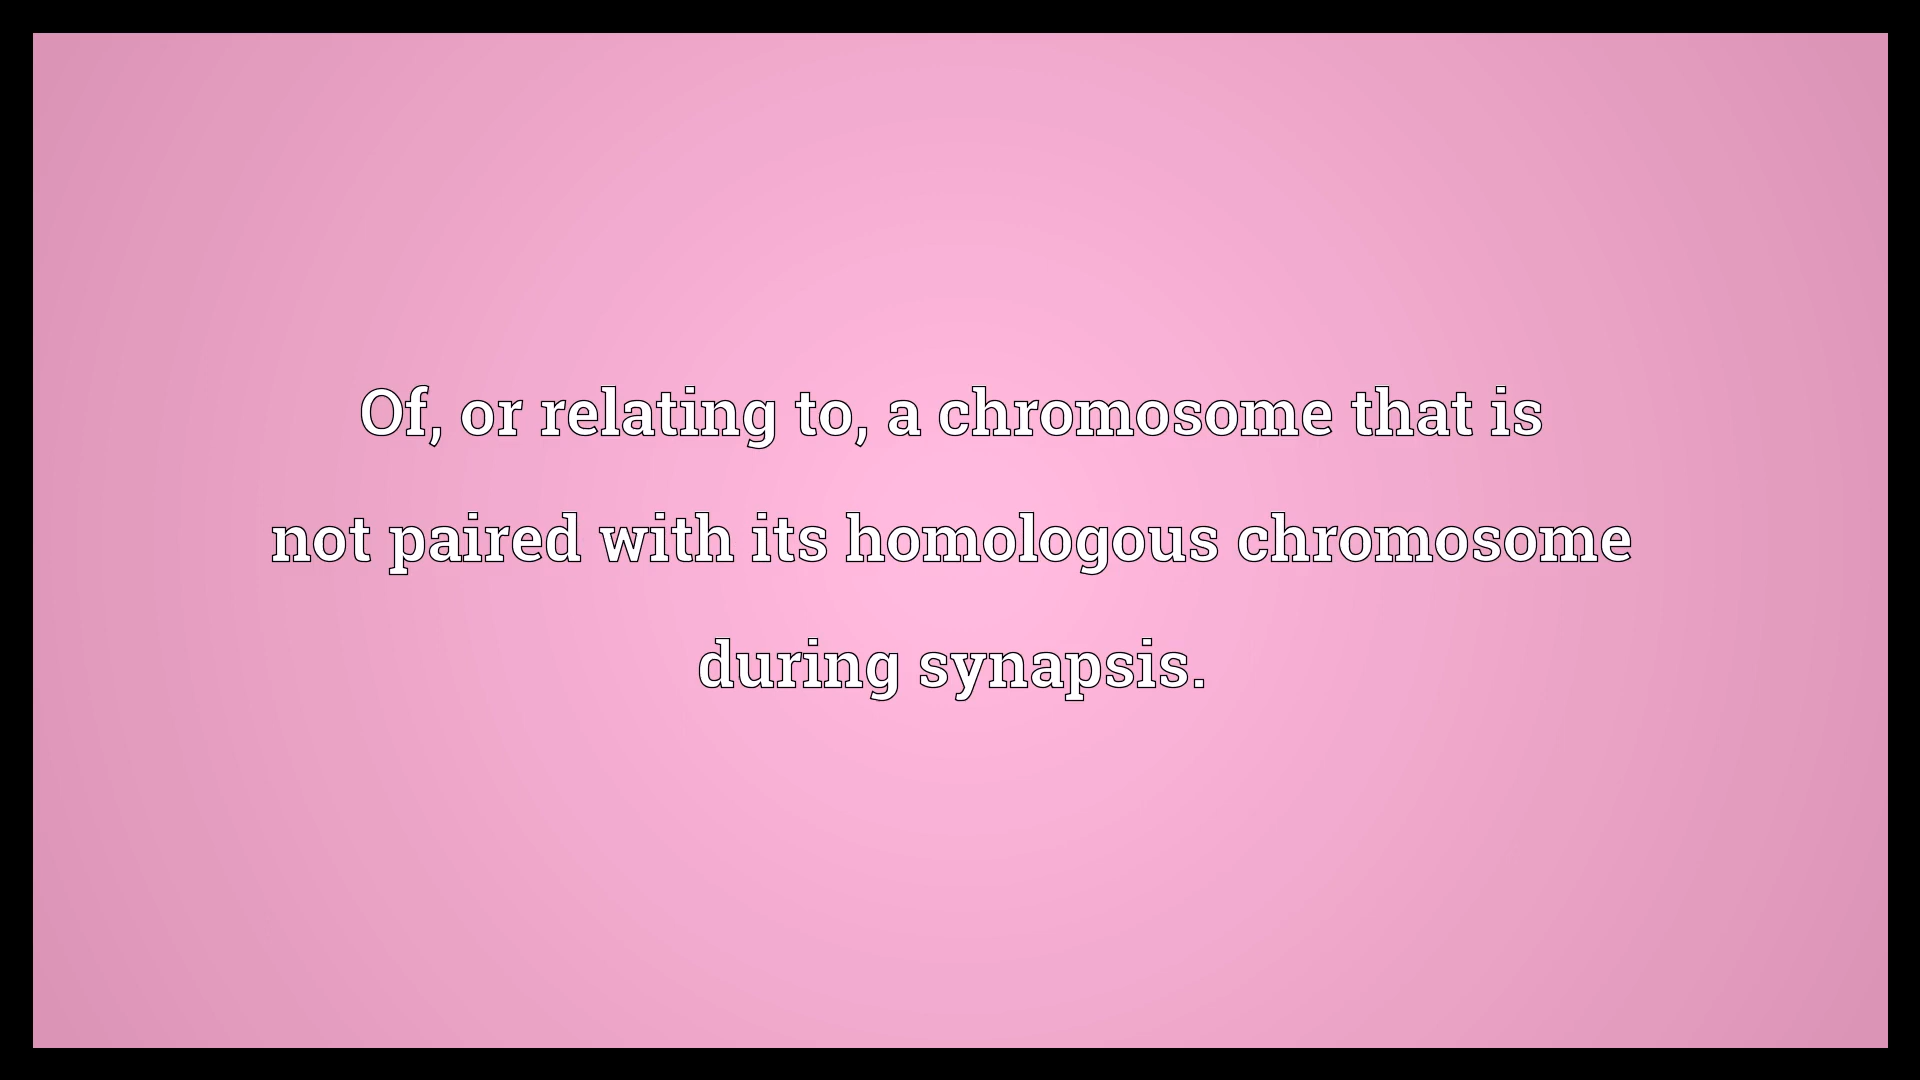 Of, or relating to, a chromosome that is
not paired with its homologous chromosome
during synapsis.